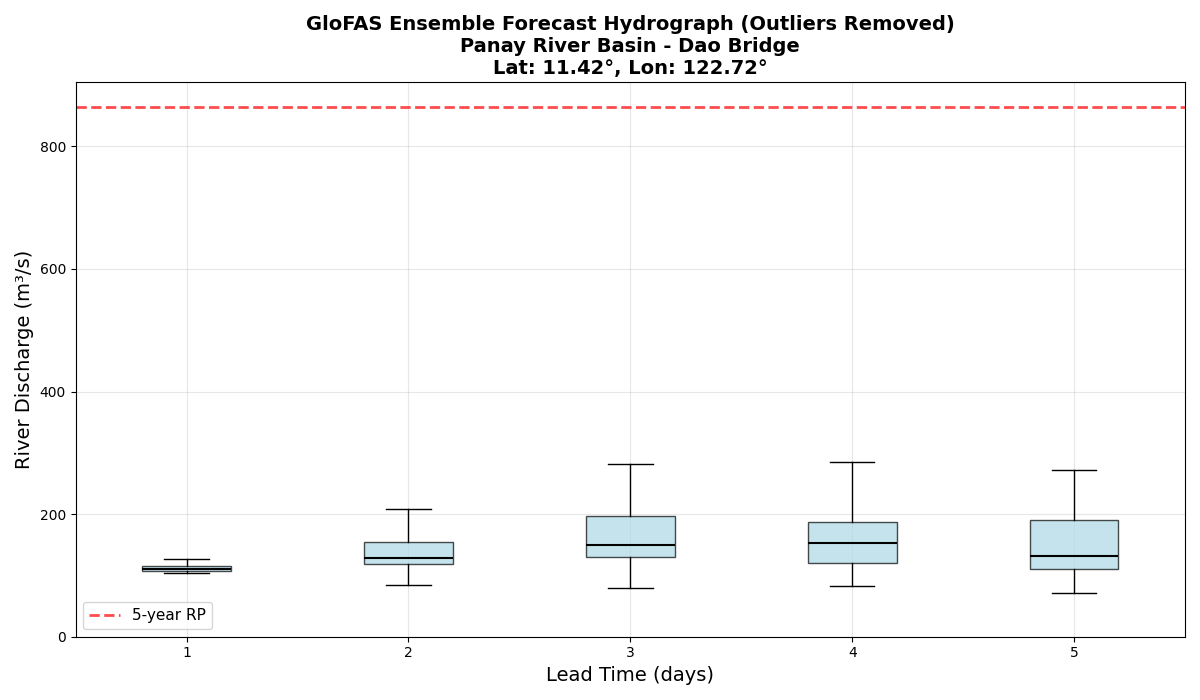 GloFAS Ensemble Forecast Hydrograph (Outliers Removed)
Panay River Basin - Dao Bridge
Lat: 11.42°, Lon: 122.72°
River Discharge (m³/s)
800
600
400
200
0
5-year RP
1 2 3 4 5
Lead Time (days)